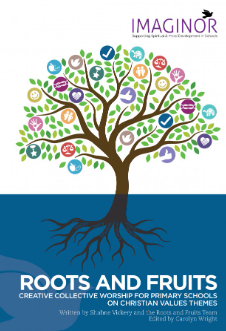 IMAGINOR
Supporting Spiritual & Moral Development in Schools
ROOTS AND FRUITS
CREATIVE COLLECTIVE WORSHIP FOR PRIMARY SCHOOLS
ON CHRISTIAN VALUES THEMES
Written by Shahne Vickery and the Roots and Fruits Team
Edited by Carolyn Wright